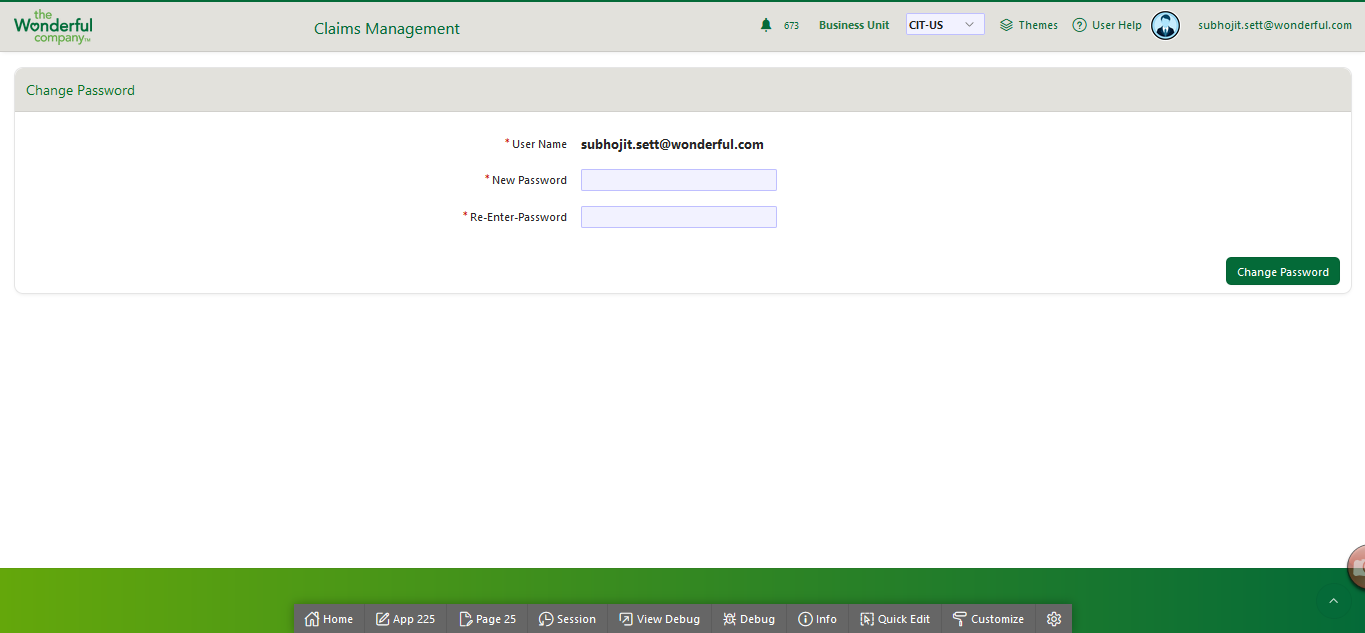 the
Wonderful
company™
Claims Management
673
Business Unit
CIT-US
Themes
User Help
subhojit.sett@wonderful.com
Change Password
* User Name
subhojit.sett@wonderful.com
* New Password
* Re-Enter-Password
Change Password
Home
App 225
Page 25
Session
View Debug
Debug
Info
Quick Edit
Customize